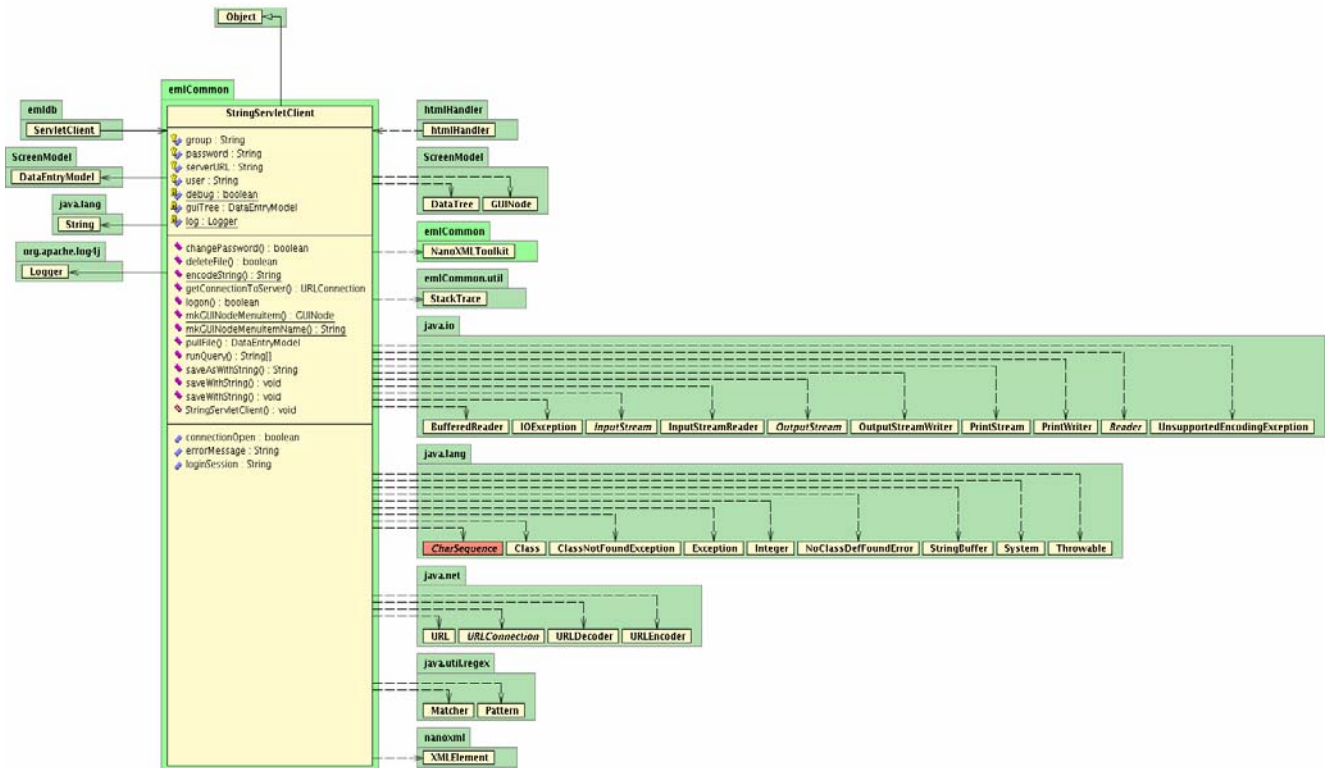 Object
emlCommon
StringServletClient
group : String
password : String
serverURL : String
user : String
debug : boolean
guiTree : DataEntryModel
log : Logger
changePassword() : boolean
deleteFile() : boolean
encodeString() : String
getConnectionToServer() : URLConnection
logon() : boolean
mkGUINodeMenuitem() : GUINode
mkGUINodeMenuitemName() : String
pullFile() : DataEntryModel
runQuery() : String[]
saveAsWithString() : String
saveWithString() : void
saveWithString() : void
StringServletClient() : void
connectionOpen : boolean
errorMessage : String
loginSession : String
emldb
ServletClient
ScreenModel
DataEntryModel
java.lang
String
org.apache.log4j
Logger
htmlHandler
htmlHandler
ScreenModel
DataTree GUINode
emlCommon
NanoXMLToolkit
emlCommon.util
StackTrace
java.io
BufferedReader IOException InputStream InputStreamReader OutputStream OutputStreamWriter PrintStream PrintWriter Reader UnsupportedEncodingException
java.lang
CharSequence Class ClassNotFoundException Exception Integer NoClassDefFoundError StringBuffer System Throwable
java.net
URL URLConnection URLDecoder URLEncoder
java.util.regex
Matcher Pattern
nanoxml
XMLElement